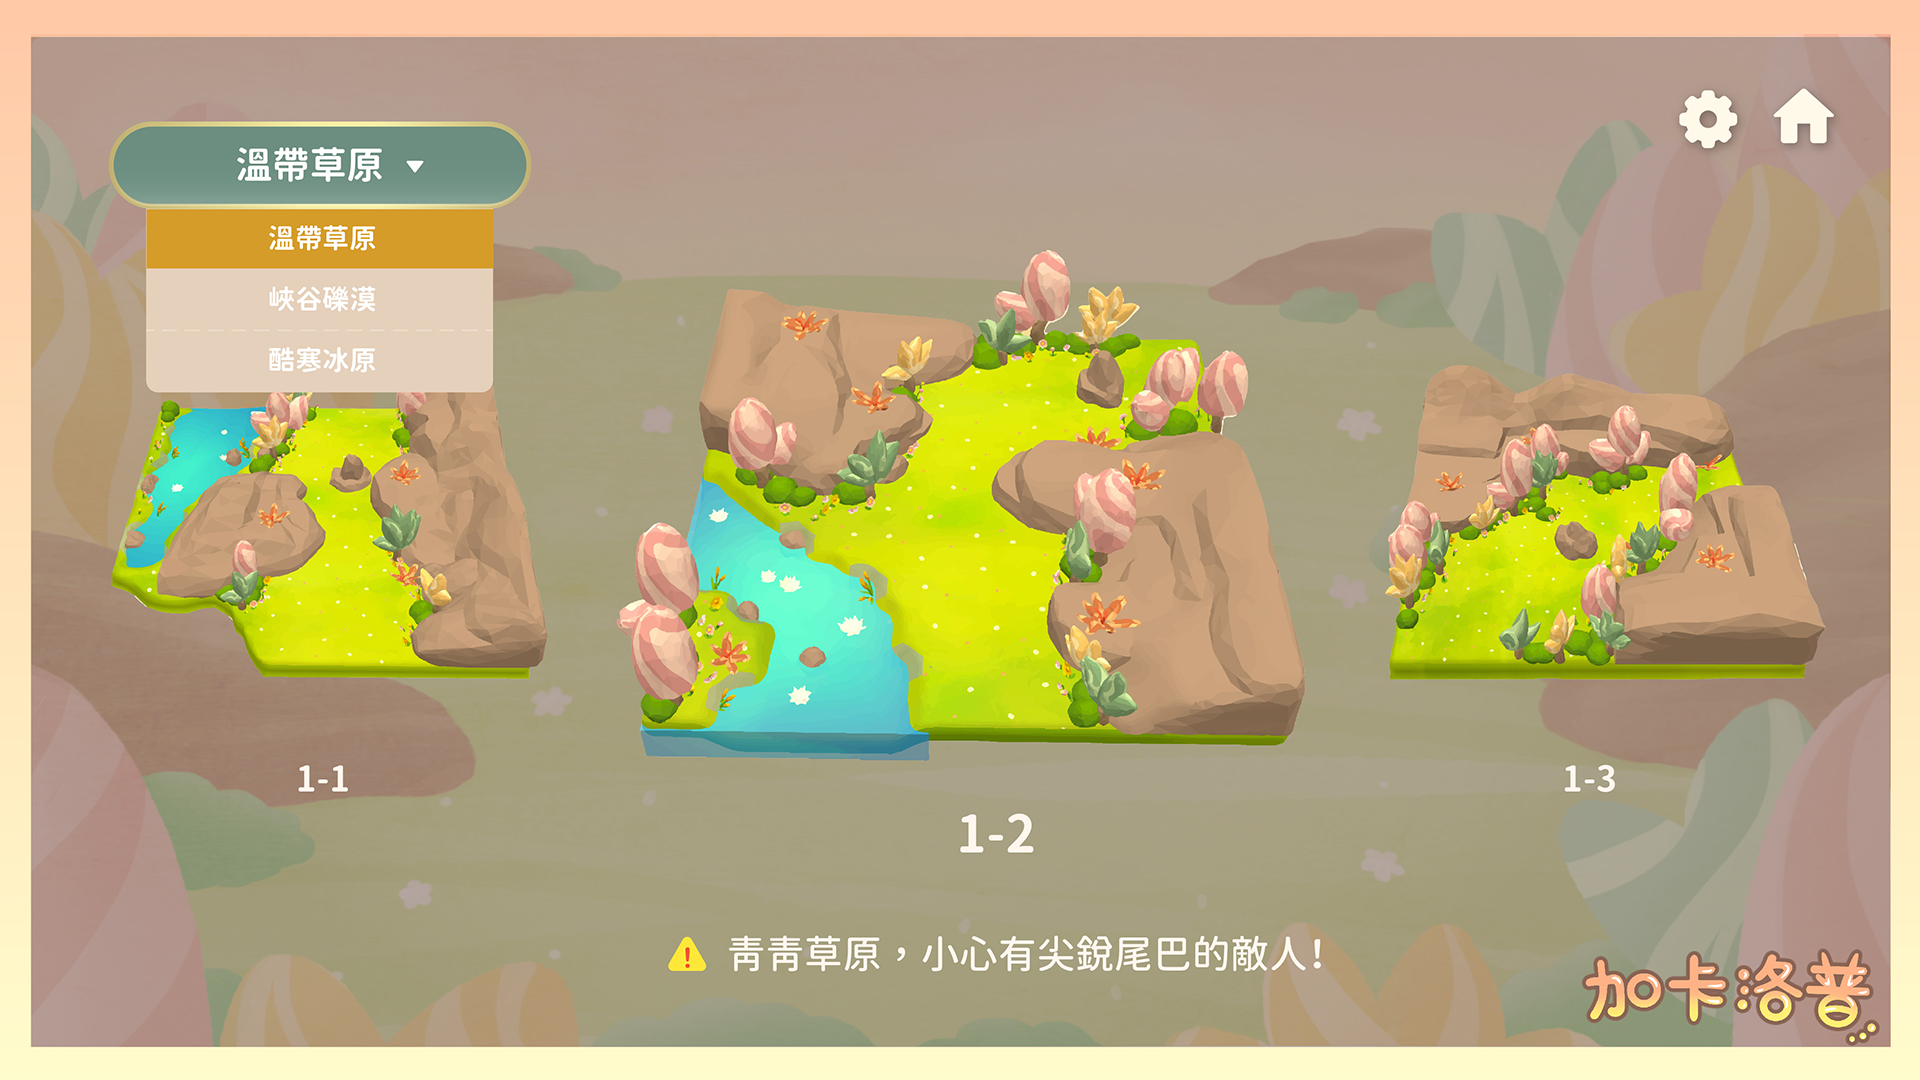 溫帶草原
溫帶草原
峽谷礫漠
酷寒冰原
1-1
1-2
1-3
青青草原，小心有尖銳尾巴的敵人！
加卡洛普